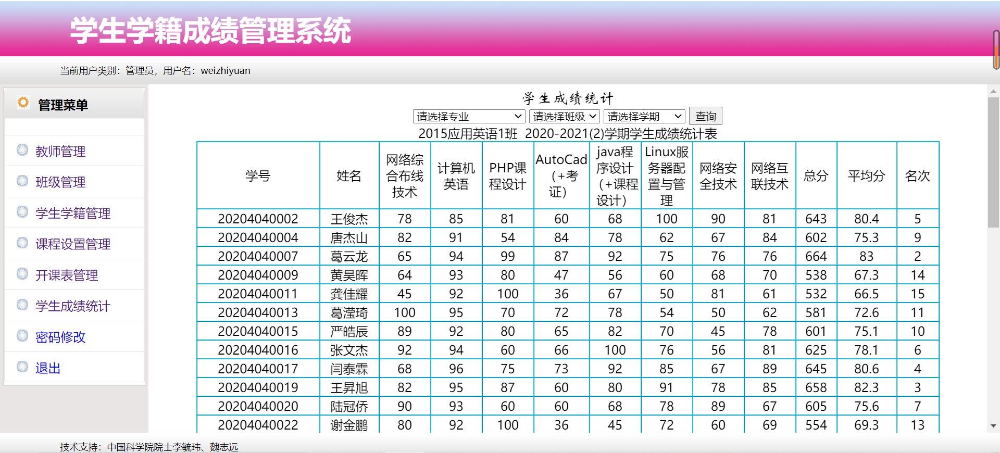 学生学籍成绩管理系统
当前用户类别：管理员，用户名：weizhiyuan
管理菜单
教师管理
班级管理
学生学籍管理
课程设置管理
开课表管理
学生成绩统计
密码修改
退出
学生成绩统计
请选择专业 请选择班级 请选择学期 查询
2015应用英语1班 2020-2021(2)学期学生成绩统计表
学号 姓名 网络综合布线技术 计算机英语 PHP课程设计 AutoCad（+考证） java程序设计（+课程设计） Linux服务器配置与管理 网络安全技术 网络互联技术 总分 平均分 名次
20204040002 王俊杰 78 85 81 60 68 100 90 81 643 80.4 5
20204040004 唐杰山 82 91 54 84 78 62 67 84 602 75.3 9
20204040007 葛云龙 65 94 99 87 92 75 76 76 664 83 2
20204040009 黄昊晖 64 93 80 47 56 60 68 70 538 67.3 14
20204040011 龚佳耀 45 92 100 36 67 50 81 61 532 66.5 15
20204040013 葛滢琦 100 95 70 72 78 54 50 62 581 72.6 11
20204040015 严皓辰 89 92 80 65 82 70 45 78 601 75.1 10
20204040016 张文杰 92 94 60 66 100 76 56 81 625 78.1 6
20204040017 闫泰霖 68 96 75 73 92 85 67 89 645 80.6 4
20204040019 王昇旭 82 95 87 60 80 91 78 85 658 82.3 3
20204040020 陆冠侨 90 93 60 60 68 78 89 67 605 75.6 7
20204040022 谢金鹏 80 92 100 36 45 72 60 69 554 69.3 13
技术支持：中国科学院院士李毓玮、魏志远